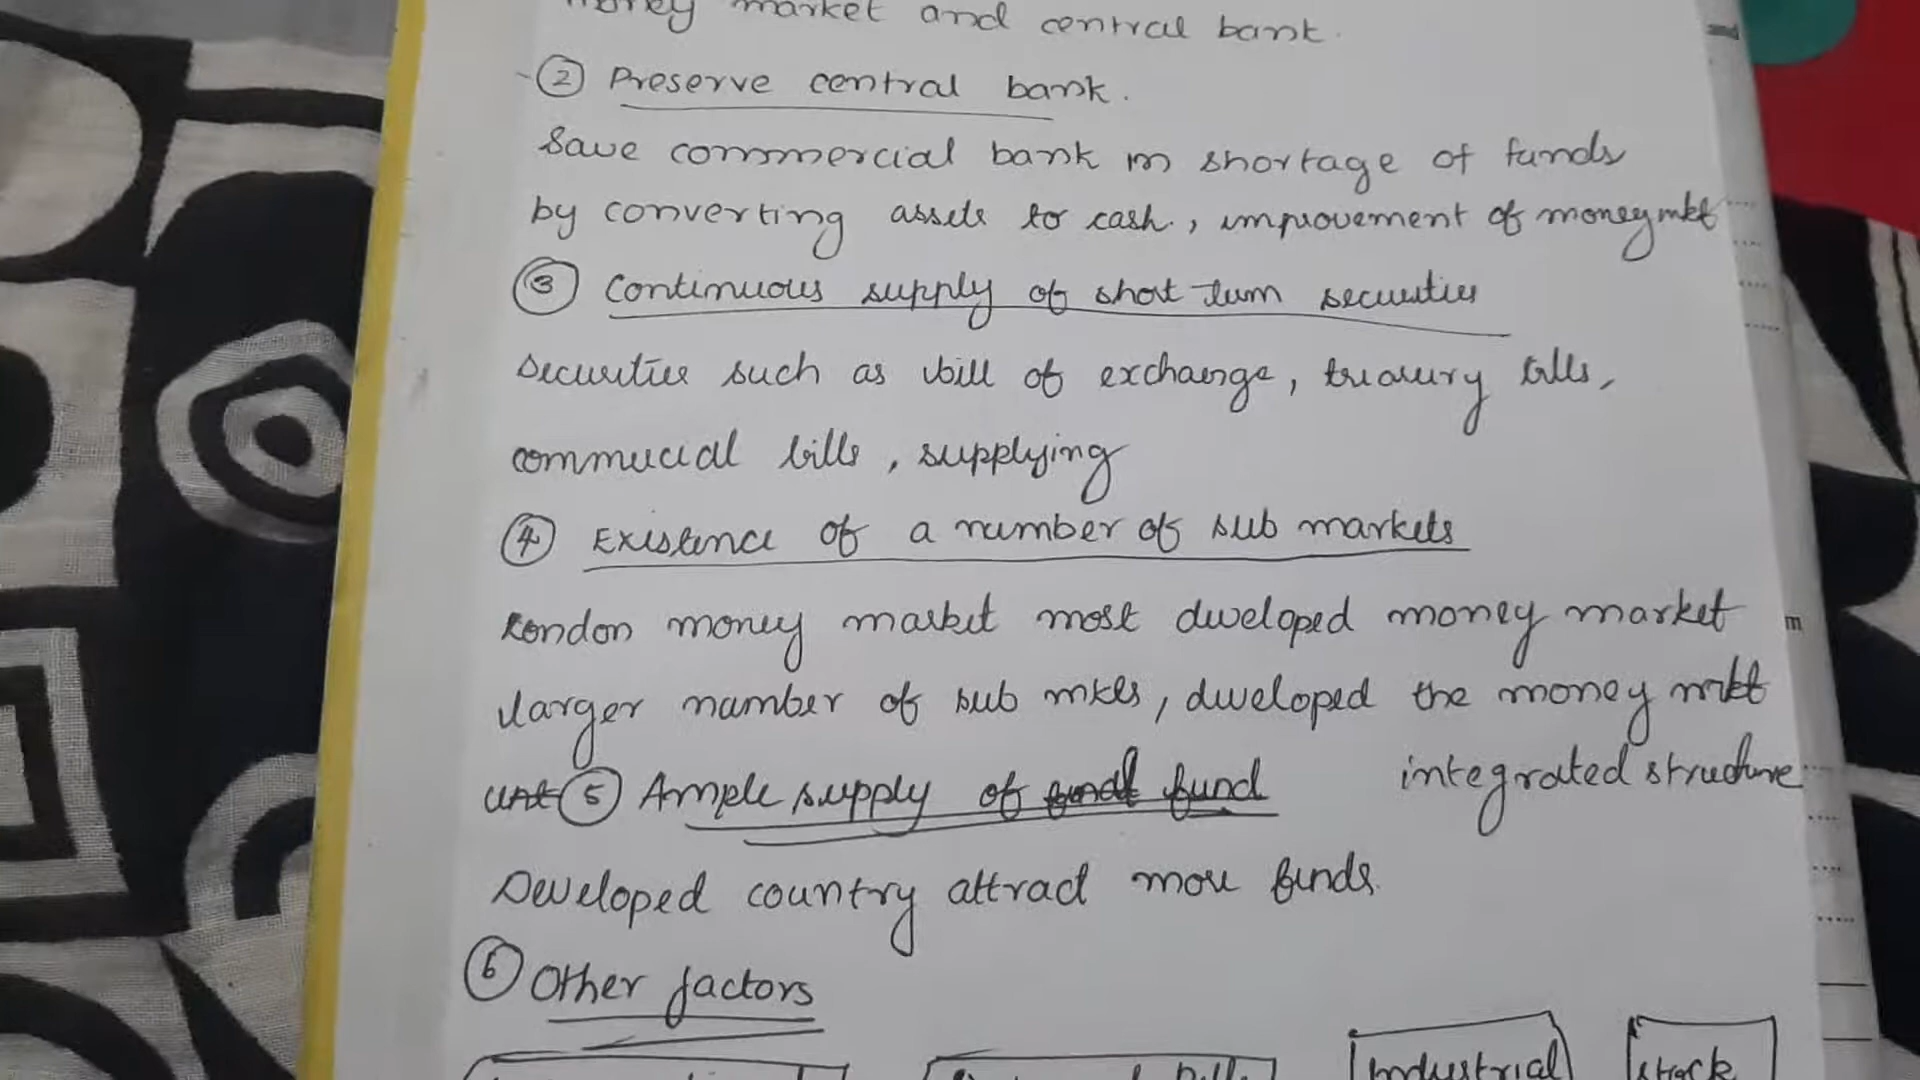 money market and central bank.
② Preserve central bank.
Save commercial bank in shortage of funds
by converting assets to cash., improvement of money mkt
③ Continuous supply of short term securities
Securities such as bill of exchange, treasury bills,
commercial bills, supplying
④ Existence of a number of sub markets
London money market most developed money market
larger number of sub mkts, developed the money mkt
integrated structure
⑤ Ample supply of fund
Developed country attract more funds.
⑥ Other factors
Industrial
stock
m